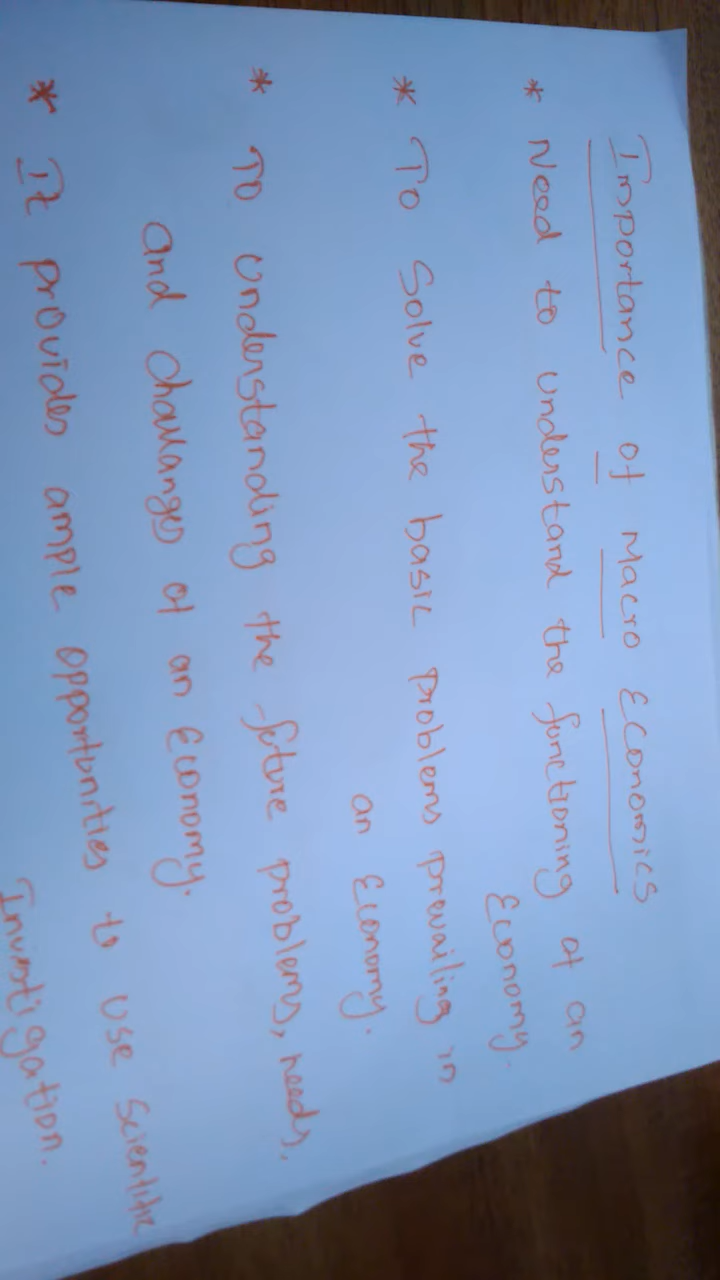 Importance of Macro Economics
* Need to understand the functioning of an
Economy.
* To Solve the basic problems prevailing in
an Economy.
* To understanding the future problems, needs,
and challanges of an Economy.
* It provides ample opportunities to use scientific
Investigation.